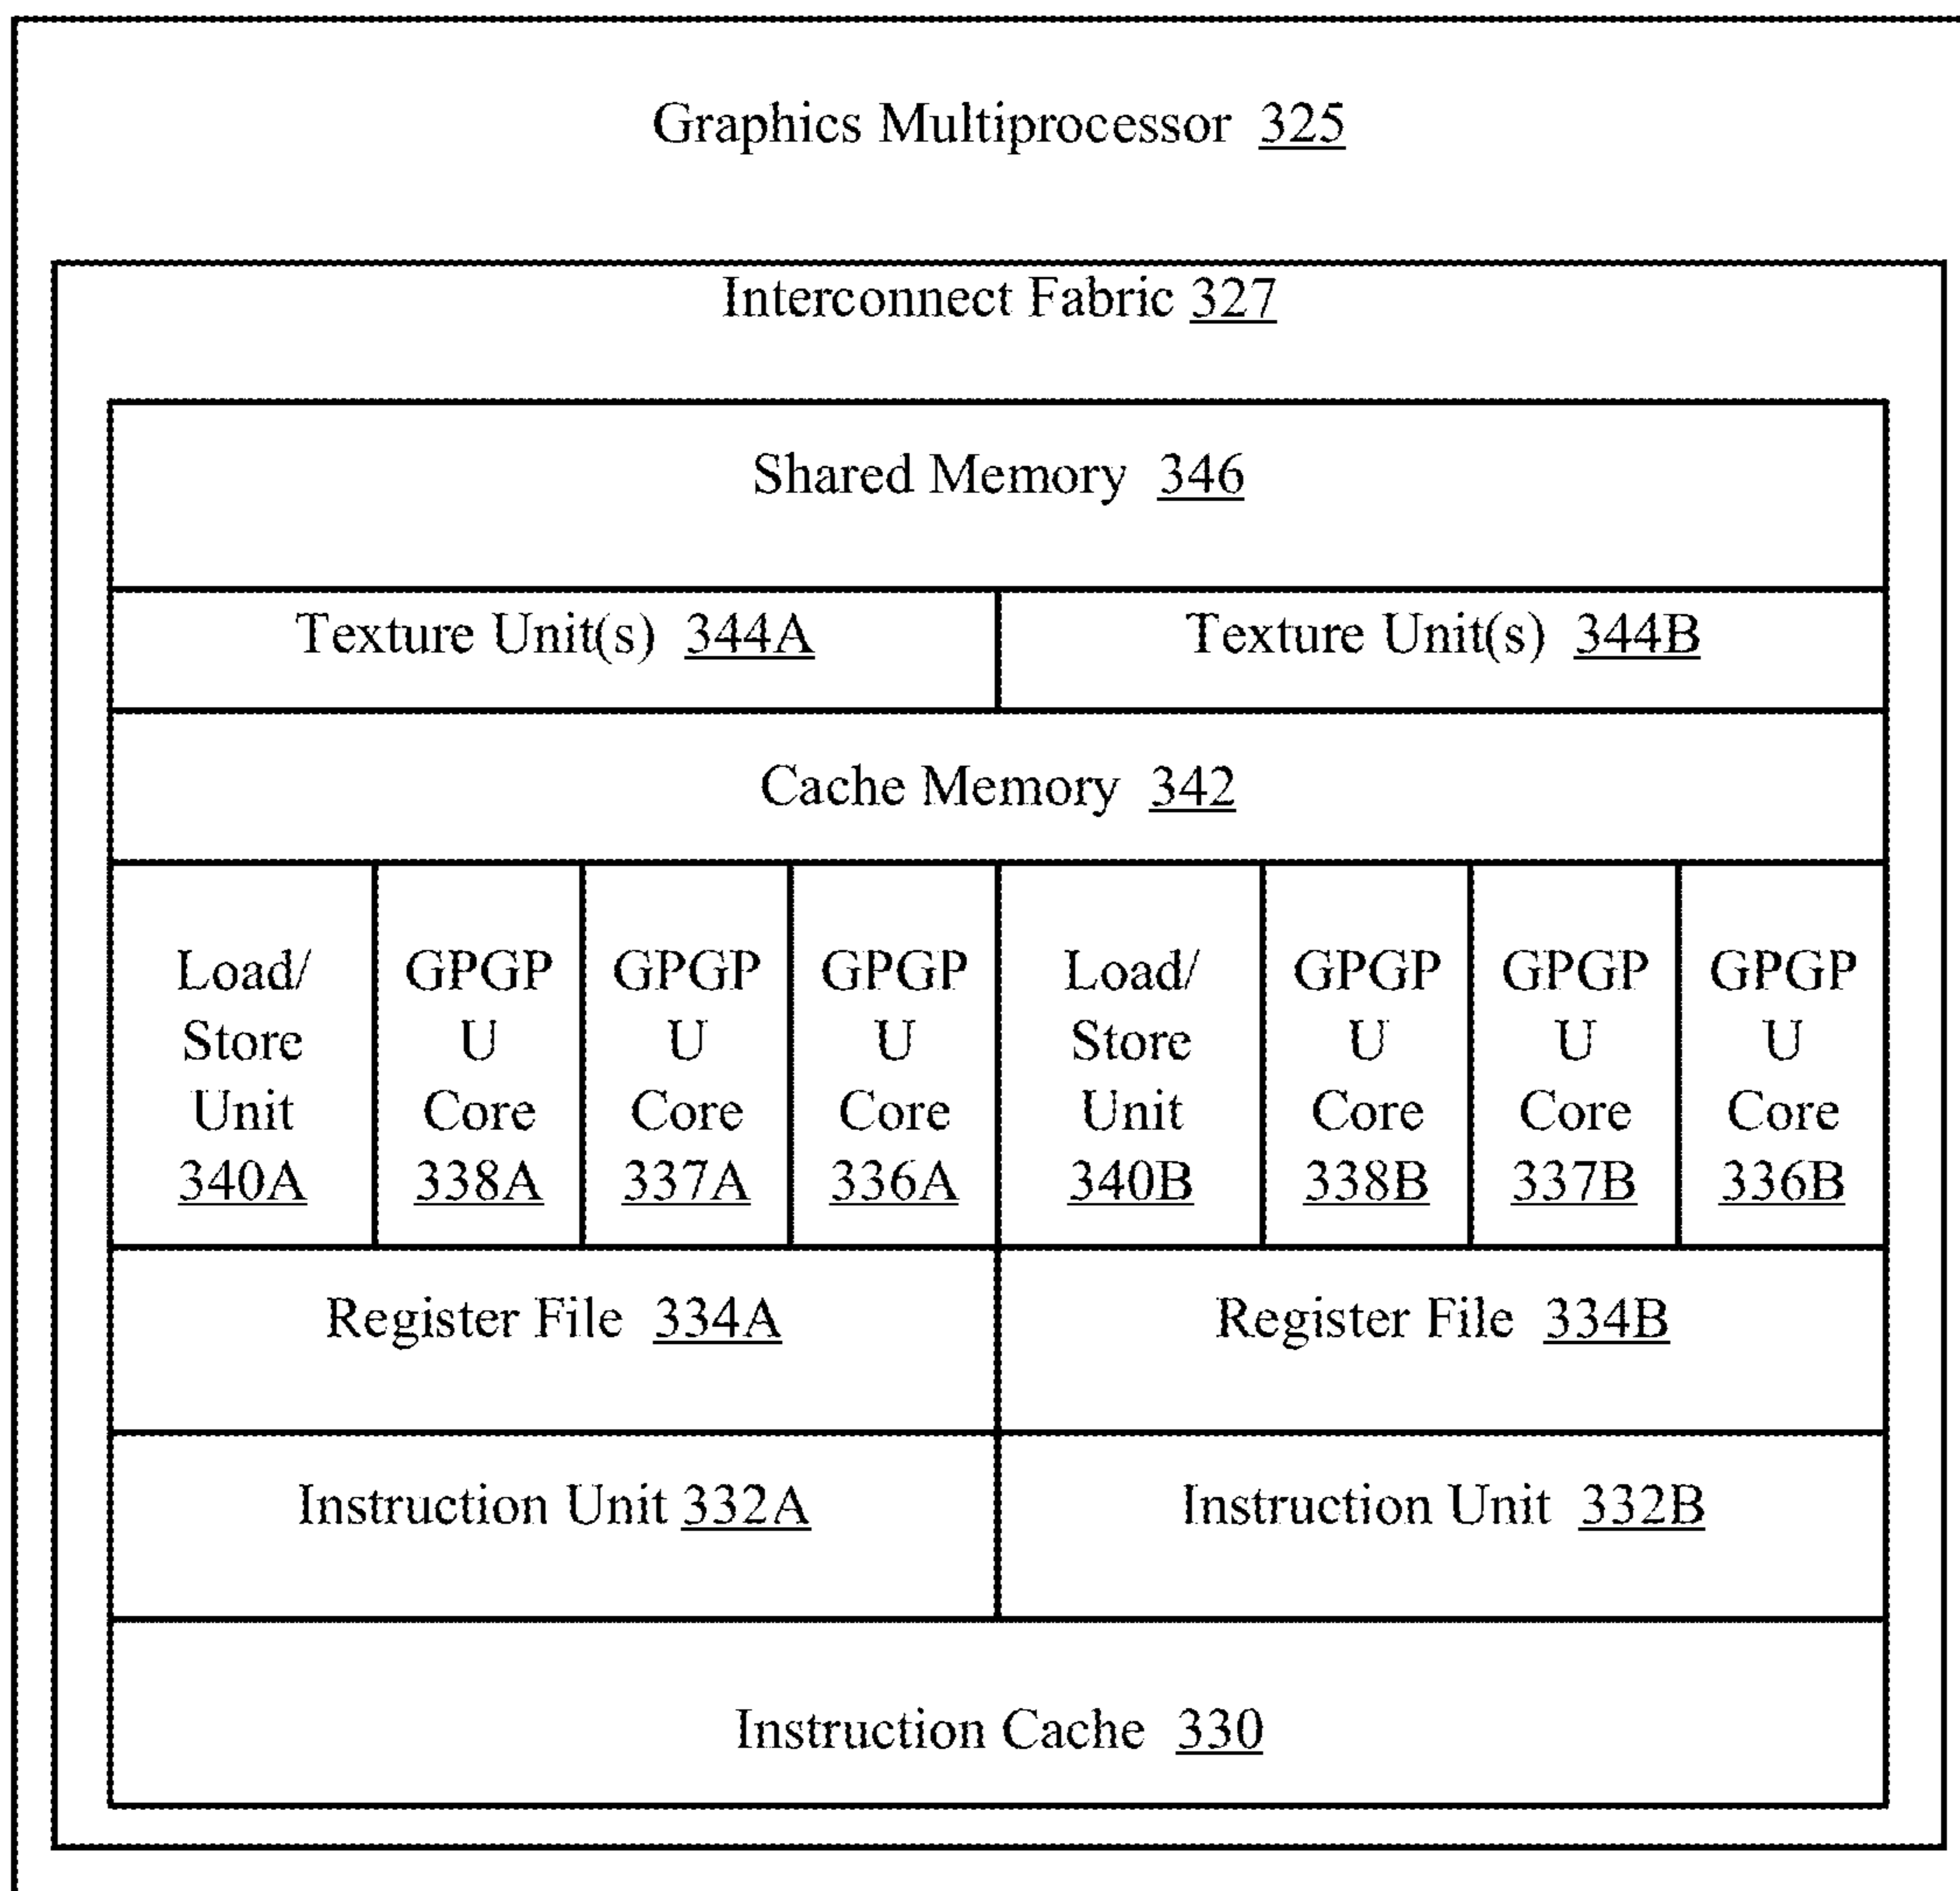 Graphics Multiprocessor 325
Interconnect Fabric 327
Shared Memory 346
Texture Unit(s) 344A
Texture Unit(s) 344B
Cache Memory 342
Load/
Store
Unit
340A
GPGP
U
Core
338A
GPGP
U
Core
337A
GPGP
U
Core
336A
Load/
Store
Unit
340B
GPGP
U
Core
338B
GPGP
U
Core
337B
GPGP
U
Core
336B
Register File 334A
Register File 334B
Instruction Unit 332A
Instruction Unit 332B
Instruction Cache 330